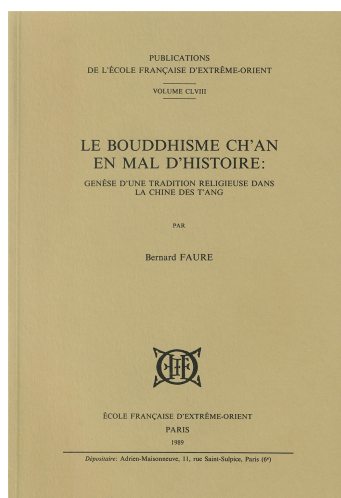 PUBLICATIONS
DE L'ÉCOLE FRANÇAISE D'EXTRÊME-ORIENT
VOLUME CLVIII
LE BOUDDHISME CH'AN
EN MAL D'HISTOIRE:
GENÈSE D'UNE TRADITION RELIGIEUSE DANS
LA CHINE DES T'ANG
PAR
Bernard FAURE
ÉCOLE FRANÇAISE D'EXTRÊME-ORIENT
PARIS
1989
Dépositaire: Adrien-Maisonneuve, 11, rue Saint-Sulpice, Paris (6e)